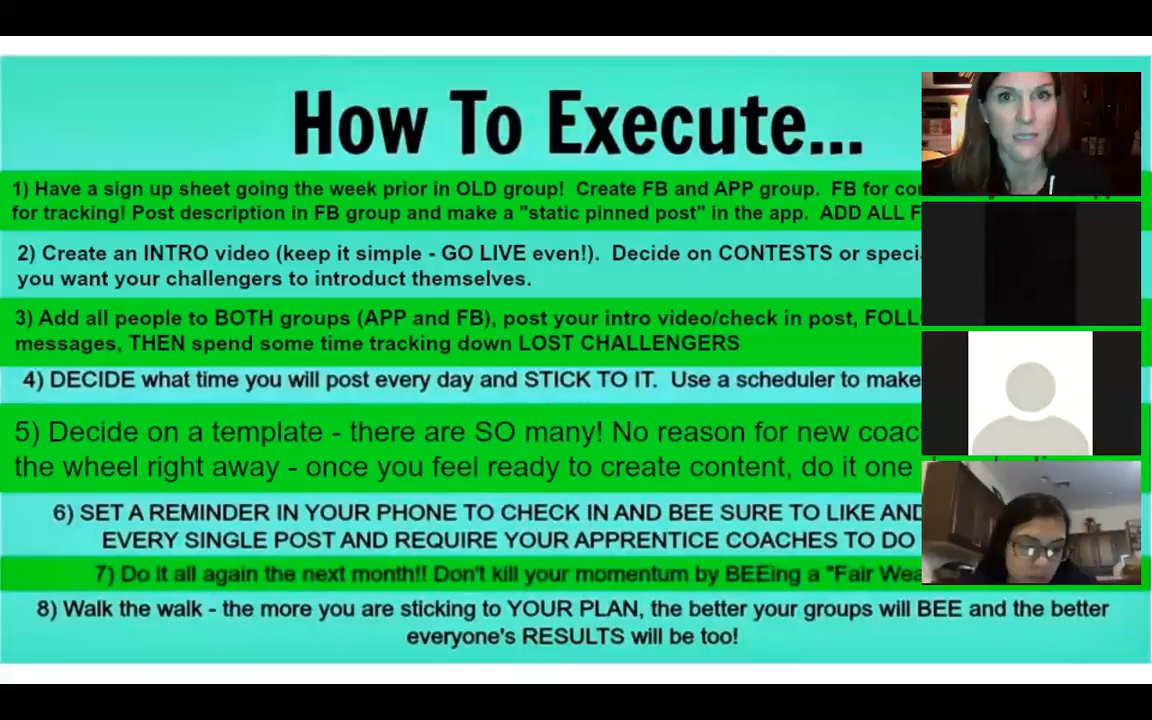 How To Execute...
1) Have a sign up sheet going the week prior in OLD group! Create FB and APP group. FB for
for tracking! Post description in FB group and make a "static pinned post" in the app. ADD ALL
2) Create an INTRO video (keep it simple - GO LIVE even!). Decide on CONTESTS or
you want your challengers to introduct themselves.
3) Add all people to BOTH groups (APP and FB), post your intro video/check in post,
messages, THEN spend some time tracking down LOST CHALLENGERS
4) DECIDE what time you will post every day and STICK TO IT. Use a scheduler to make
5) Decide on a template - there are SO many! No reason for new
the wheel right away - once you feel ready to create content, do it one
6) SET A REMINDER IN YOUR PHONE TO CHECK IN AND BEE SURE TO LIKE AND
EVERY SINGLE POST AND REQUIRE YOUR APPRENTICE COACHES TO DO
7) Do it all again the next month!! Don't kill your momentum by BEEing a "Fair
8) Walk the walk - the more you are sticking to YOUR PLAN, the better your groups will BEE and the better
everyone's RESULTS will be too!